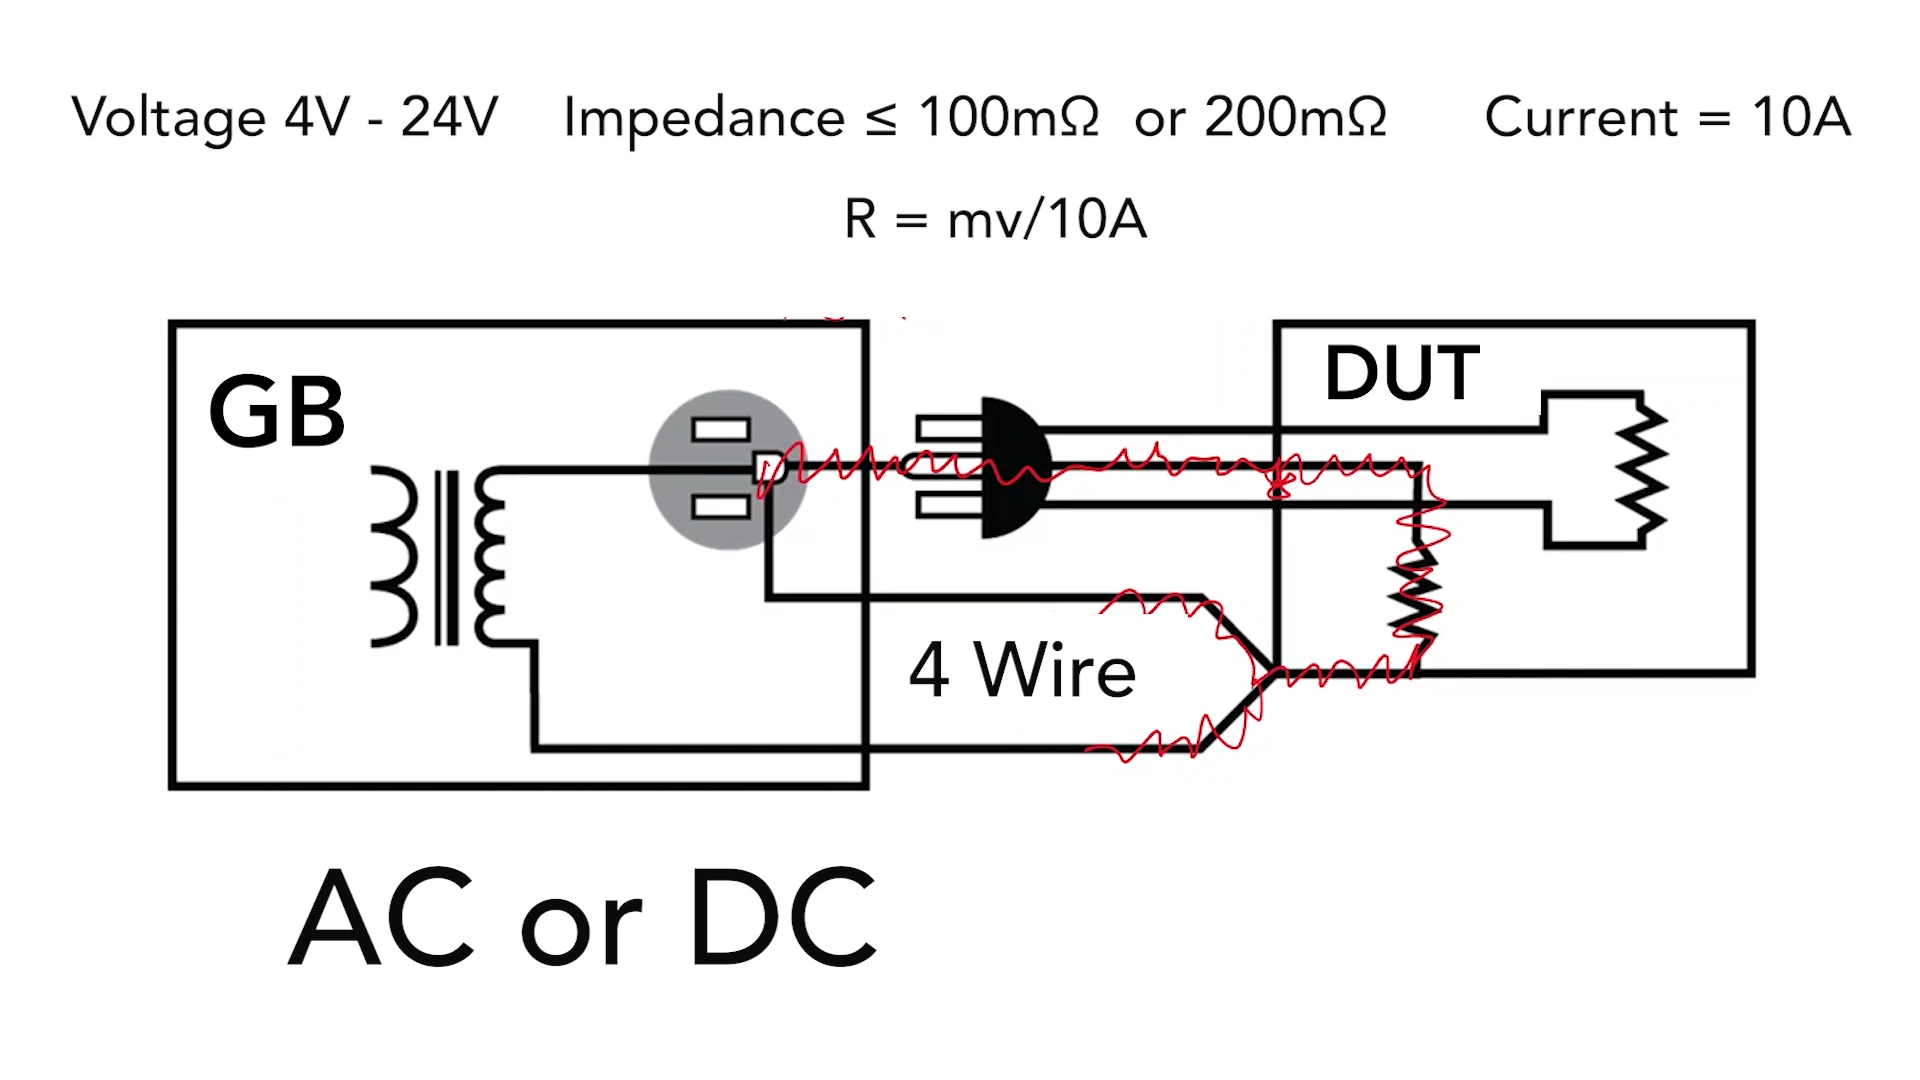 Voltage 4V - 24V Impedance ≤ 100mΩ or 200mΩ Current = 10A
R = mv/10A
GB
DUT
4 Wire
AC or DC